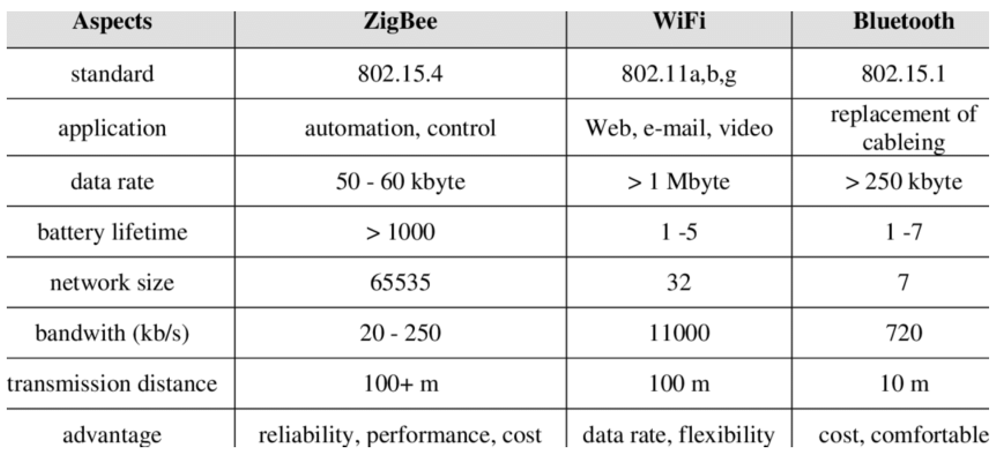 Aspects ZigBee WiFi Bluetooth
standard 802.15.4 802.11a,b,g 802.15.1
application automation, control Web, e-mail, video replacement of
cableing
data rate 50 - 60 kbyte > 1 Mbyte > 250 kbyte
battery lifetime > 1000 1 -5 1 -7
network size 65535 32 7
bandwith (kb/s) 20 - 250 11000 720
transmission distance 100+ m 100 m 10 m
advantage reliability, performance, cost data rate, flexibility cost, comfortable